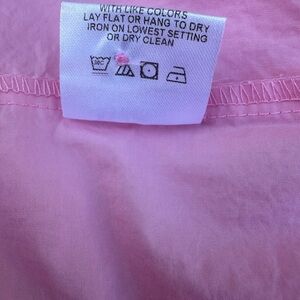 WITH LIKE COLORS
LAY FLAT OR HANG TO DRY
IRON ON LOWEST SETTING
OR DRY CLEAN